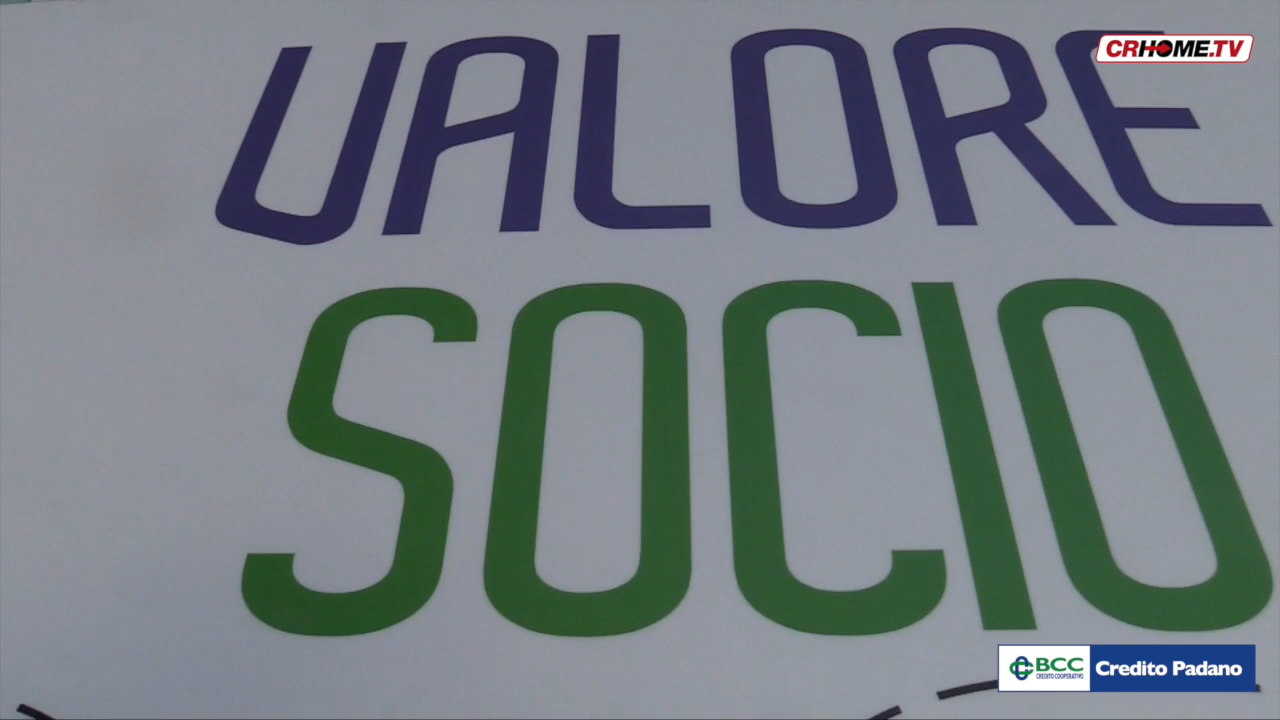 CRHOME.TV
VALORE
SOCIO
BCC
CREDITO COOPERATIVO
Credito Padano